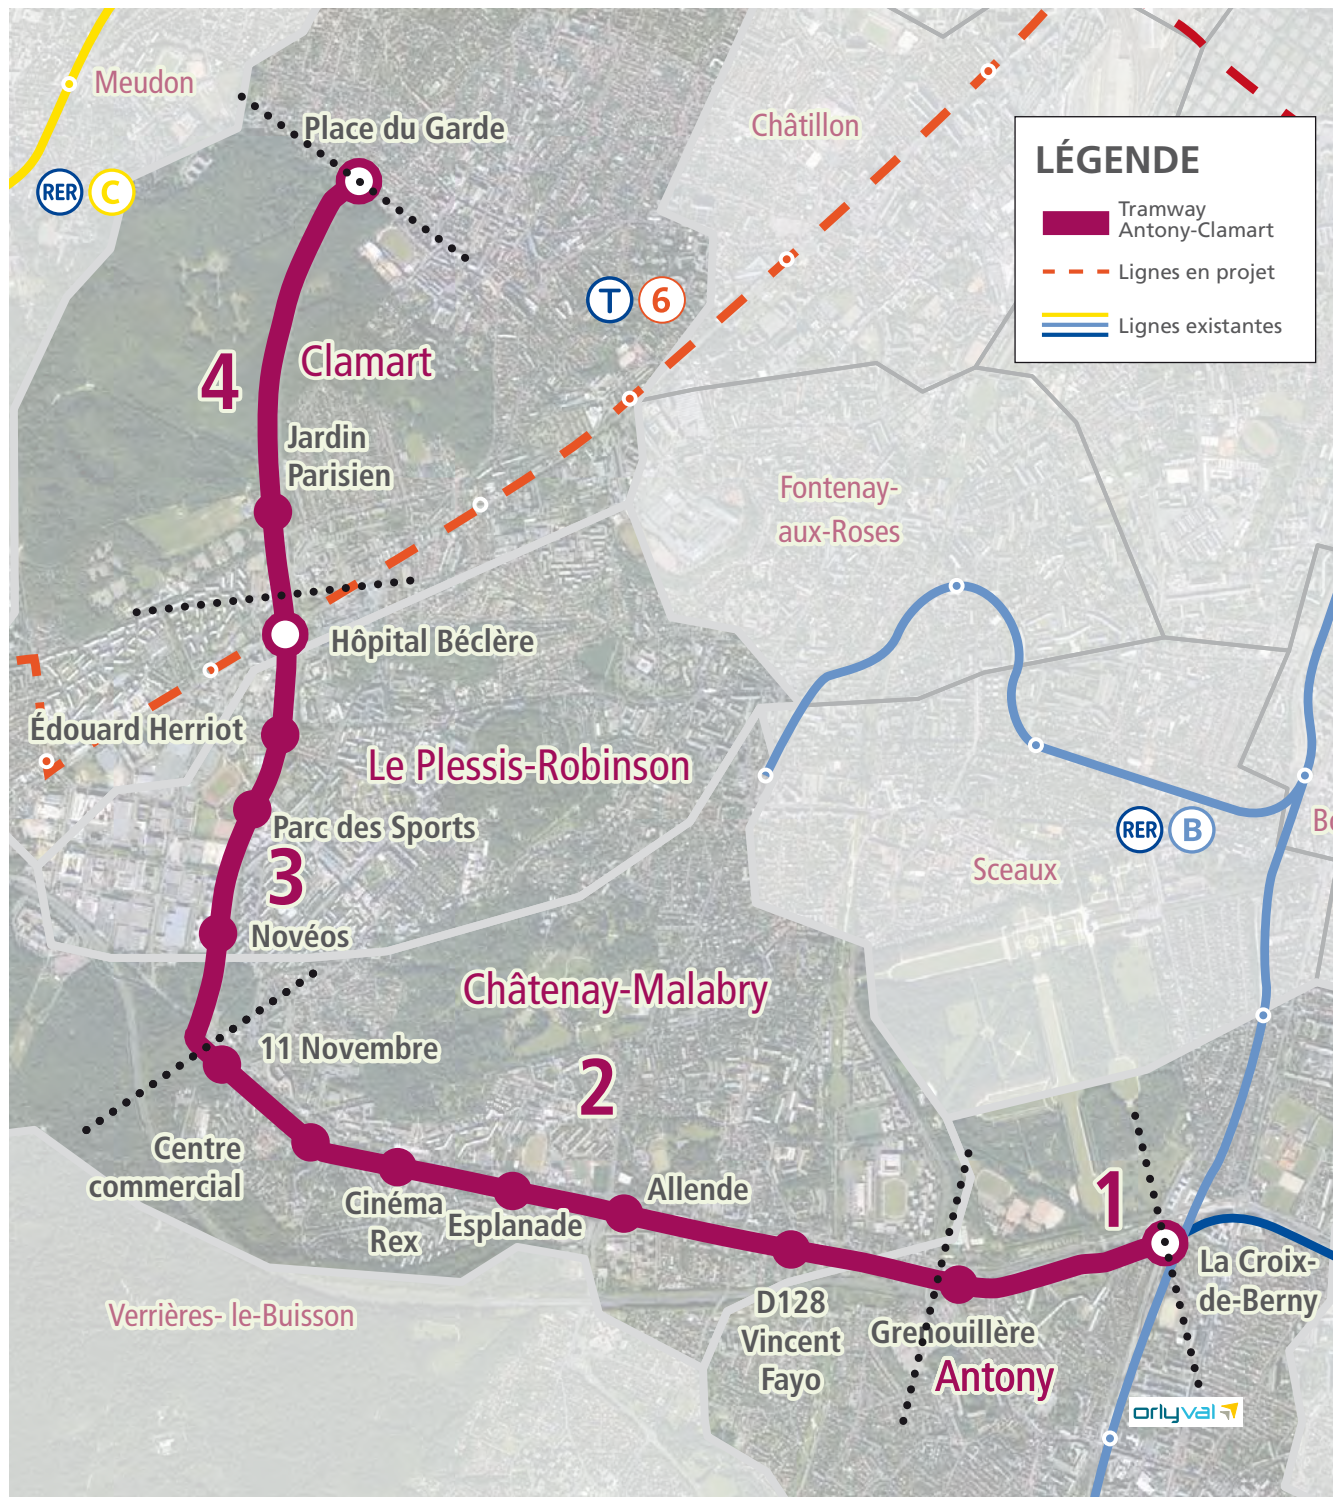 Meudon
Place du Garde
Châtillon
RER C
LÉGENDE
Tramway
Antony-Clamart
Lignes en projet
Lignes existantes
T 6
4
Clamart
Jardin
Parisien
Fontenay-
aux-Roses
Hôpital Béclère
Édouard Herriot
Le Plessis-Robinson
Parc des Sports
RER B
3
Sceaux
Novéos
Châtenay-Malabry
11 Novembre
2
Centre
commercial
Cinéma
Rex
Esplanade
Allende
1
La Croix-
de-Berny
Verrières- le-Buisson
D128
Vincent
Fayo
Grenouillère
Antony
orlyval